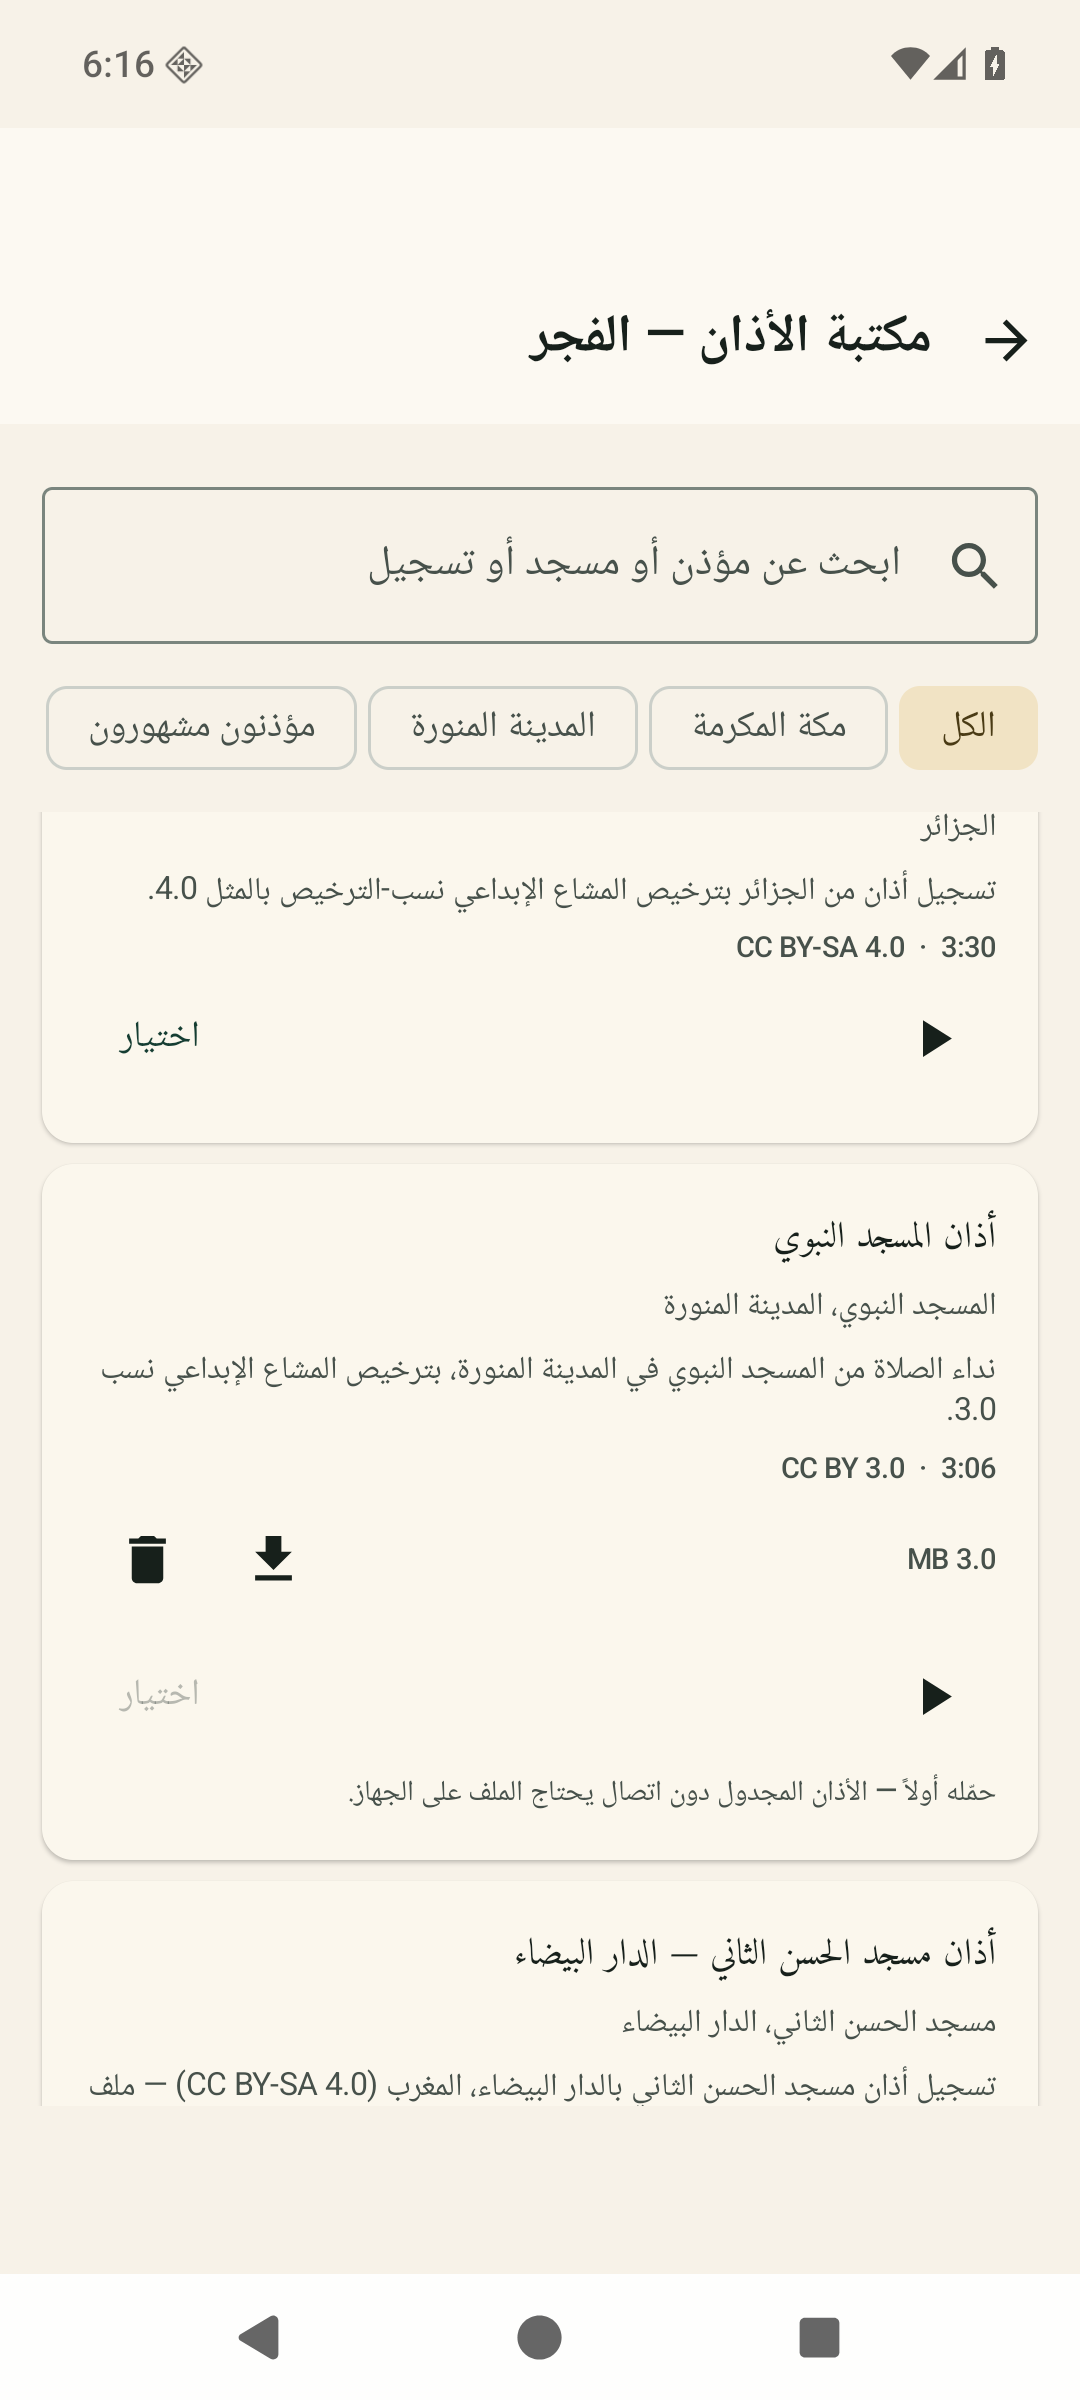 6:16
مكتبة الأذان — الفجر
ابحث عن مؤذن أو مسجد أو تسجيل
الكل
مكة المكرمة
المدينة المنورة
مؤذنون مشهورون
الجزائر
تسجيل أذان من الجزائر بترخيص المشاع الإبداعي نسب-الترخيص بالمثل 4.0.
3:30 · CC BY-SA 4.0
اختيار
أذان المسجد النبوي
المسجد النبوي، المدينة المنورة
نداء الصلاة من المسجد النبوي في المدينة المنورة، بترخيص المشاع الإبداعي نسب
3.0.
3:06 · CC BY 3.0
3.0 MB
اختيار
حمّله أولاً — الأذان المجدول دون اتصال يحتاج الملف على الجهاز.
أذان مسجد الحسن الثاني — الدار البيضاء
مسجد الحسن الثاني، الدار البيضاء
تسجيل أذان مسجد الحسن الثاني بالدار البيضاء، المغرب (CC BY-SA 4.0) — ملف